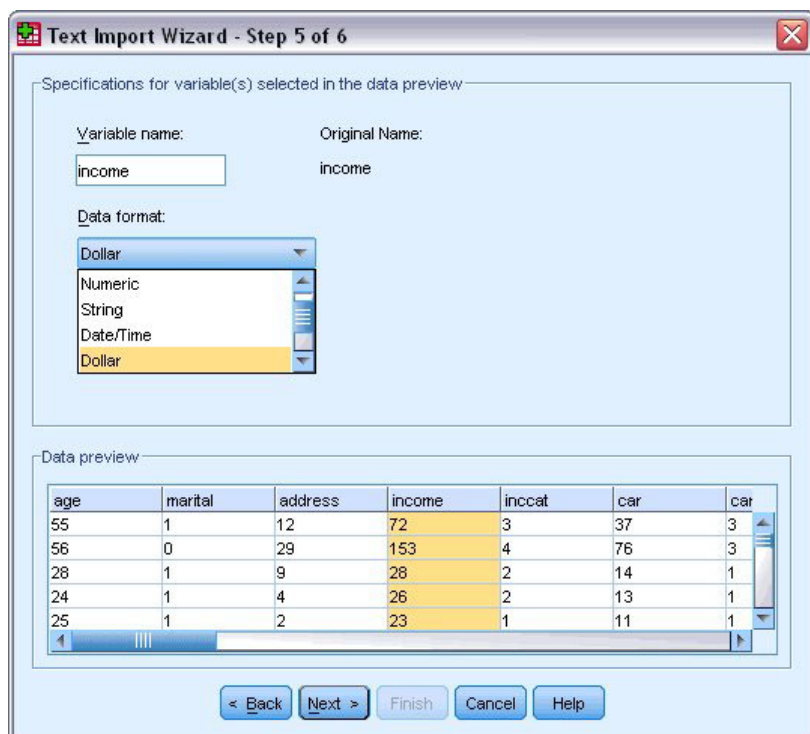 Text Import Wizard - Step 5 of 6
Specifications for variable(s) selected in the data preview
Variable name: Original Name:
income income
Data format:
Dollar
Numeric
String
Date/Time
Dollar
Data preview
age marital address income inccat car car
55 1 12 72 3 37 3
56 0 29 153 4 76 3
28 1 9 28 2 14 1
24 1 4 26 2 13 1
25 1 2 23 1 11 1
< Back Next > Finish Cancel Help